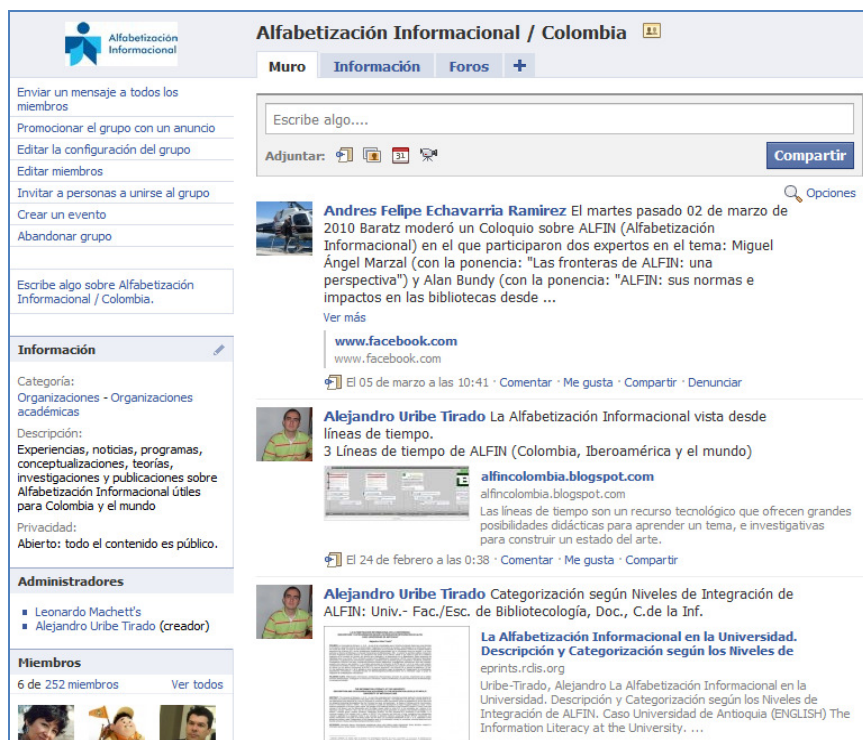 Alfabetización
Informacional
Enviar un mensaje a todos los
miembros
Promocionar el grupo con un anuncio
Editar la configuración del grupo
Editar miembros
Invitar a personas a unirse al grupo
Crear un evento
Abandonar grupo
Escribe algo sobre Alfabetización
Informacional / Colombia.
Información
Categoría:
Organizaciones - Organizaciones
académicas
Descripción:
Experiencias, noticias, programas,
conceptualizaciones, teorías,
investigaciones y publicaciones sobre
Alfabetización Informacional útiles
para Colombia y el mundo
Privacidad:
Abierto: todo el contenido es público.
Administradores
Leonardo Machett's
Alejandro Uribe Tirado (creador)
Miembros
6 de 252 miembros Ver todos
Alfabetización Informacional / Colombia
Muro Información Foros +
Escribe algo....
Adjuntar: 31 Compartir
Opciones
Andres Felipe Echavarria Ramirez El martes pasado 02 de marzo de
2010 Baratz moderó un Coloquio sobre ALFIN (Alfabetización
Informacional) en el que participaron dos expertos en el tema: Miguel
Ángel Marzal (con la ponencia: "Las fronteras de ALFIN: una
perspectiva") y Alan Bundy (con la ponencia: "ALFIN: sus normas e
impactos en las bibliotecas desde ...
Ver más
www.facebook.com
www.facebook.com
El 05 de marzo a las 10:41 · Comentar · Me gusta · Compartir · Denunciar
Alejandro Uribe Tirado La Alfabetización Informacional vista desde
líneas de tiempo.
3 Líneas de tiempo de ALFIN (Colombia, Iberoamérica y el mundo)
alfincolombia.blogspot.com
alfincolombia.blogspot.com
Las líneas de tiempo son un recurso tecnológico que ofrecen grandes
posibilidades didácticas para aprender un tema, e investigativas
para construir un estado del arte.
El 24 de febrero a las 0:38 · Comentar · Me gusta · Compartir
Alejandro Uribe Tirado Categorización según Niveles de Integración de
ALFIN: Univ.- Fac./Esc. de Bibliotecología, Doc., C.de la Inf.
La Alfabetización Informacional en la Universidad.
Descripción y Categorización según los Niveles de
eprints.rclis.org
Uribe-Tirado, Alejandro La Alfabetización Informacional en la
Universidad. Descripción y Categorización según los Niveles de
Integración de ALFIN. Caso Universidad de Antioquia (ENGLISH) The
Information Literacy at the University. ...